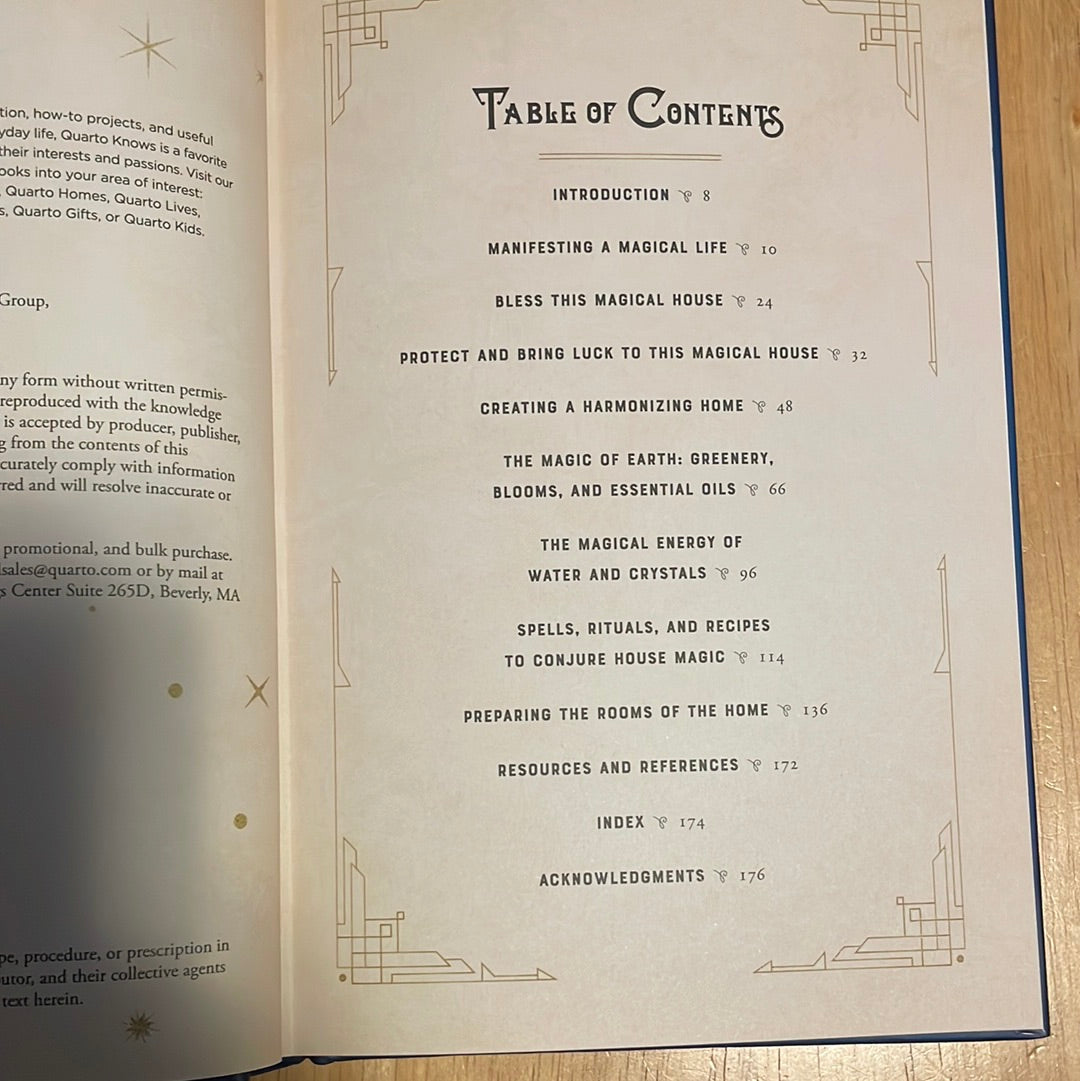 tion, how-to projects, and useful
yday life, Quarto Knows is a favorite
their interests and passions. Visit our
ooks into your area of interest:
, Quarto Homes, Quarto Lives,
s, Quarto Gifts, or Quarto Kids.
Group,
ny form without written permis-
reproduced with the knowledge
is accepted by producer, publisher,
g from the contents of this
curately comply with information
red and will resolve inaccurate or
promotional, and bulk purchase.
lsales@quarto.com or by mail at
s Center Suite 265D, Beverly, MA
pe, procedure, or prescription in
utor, and their collective agents
text herein.
TABLE OF CONTENTS
INTRODUCTION 8
MANIFESTING A MAGICAL LIFE 10
BLESS THIS MAGICAL HOUSE 24
PROTECT AND BRING LUCK TO THIS MAGICAL HOUSE 32
CREATING A HARMONIZING HOME 48
THE MAGIC OF EARTH: GREENERY,
BLOOMS, AND ESSENTIAL OILS 66
THE MAGICAL ENERGY OF
WATER AND CRYSTALS 96
SPELLS, RITUALS, AND RECIPES
TO CONJURE HOUSE MAGIC 114
PREPARING THE ROOMS OF THE HOME 136
RESOURCES AND REFERENCES 172
INDEX 174
ACKNOWLEDGMENTS 176